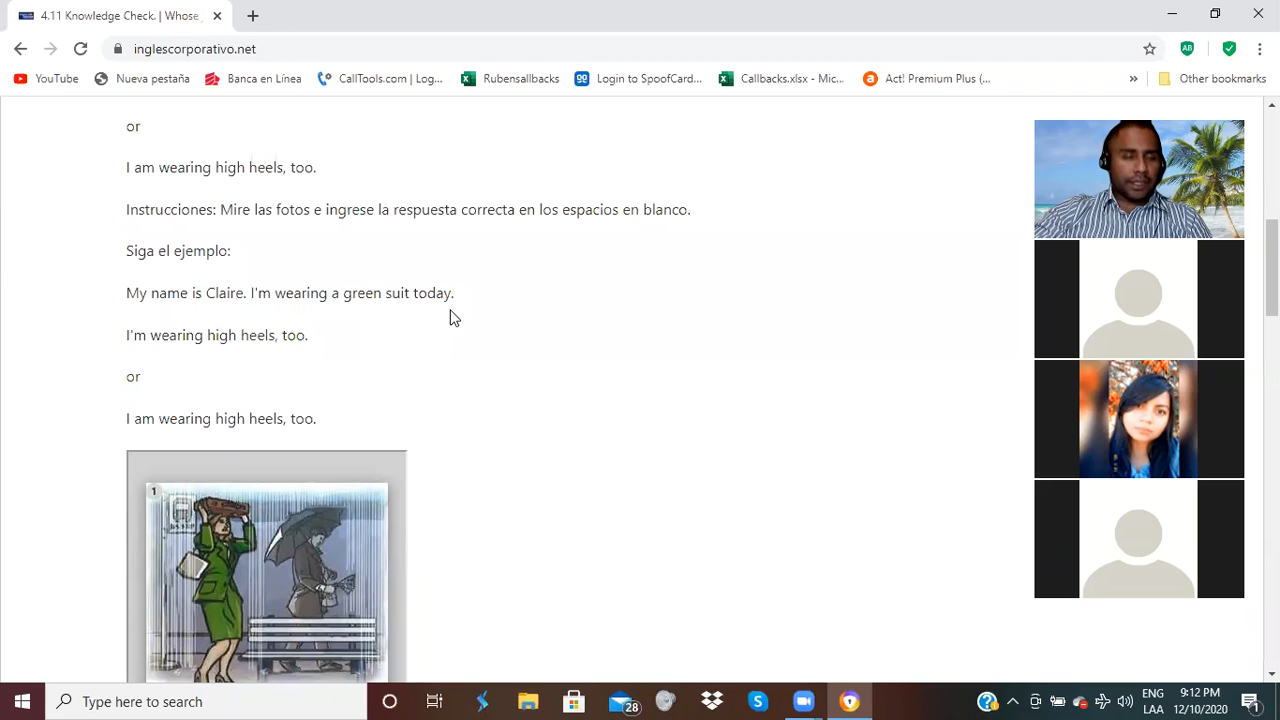 4.11 Knowledge Check. | Whose
inglescorporativo.net
YouTube Nueva pestaña Banca en Línea CallTools.com | Log... Rubensallbacks Login to SpoofCard... Callbacks.xlsx - Mic... Act! Premium Plus (... » Other bookmarks
or
I am wearing high heels, too.
Instrucciones: Mire las fotos e ingrese la respuesta correcta en los espacios en blanco.
Siga el ejemplo:
My name is Claire. I'm wearing a green suit today.
I'm wearing high heels, too.
or
I am wearing high heels, too.
1
Type here to search
28
ENG
LAA
9:12 PM
12/10/2020
1